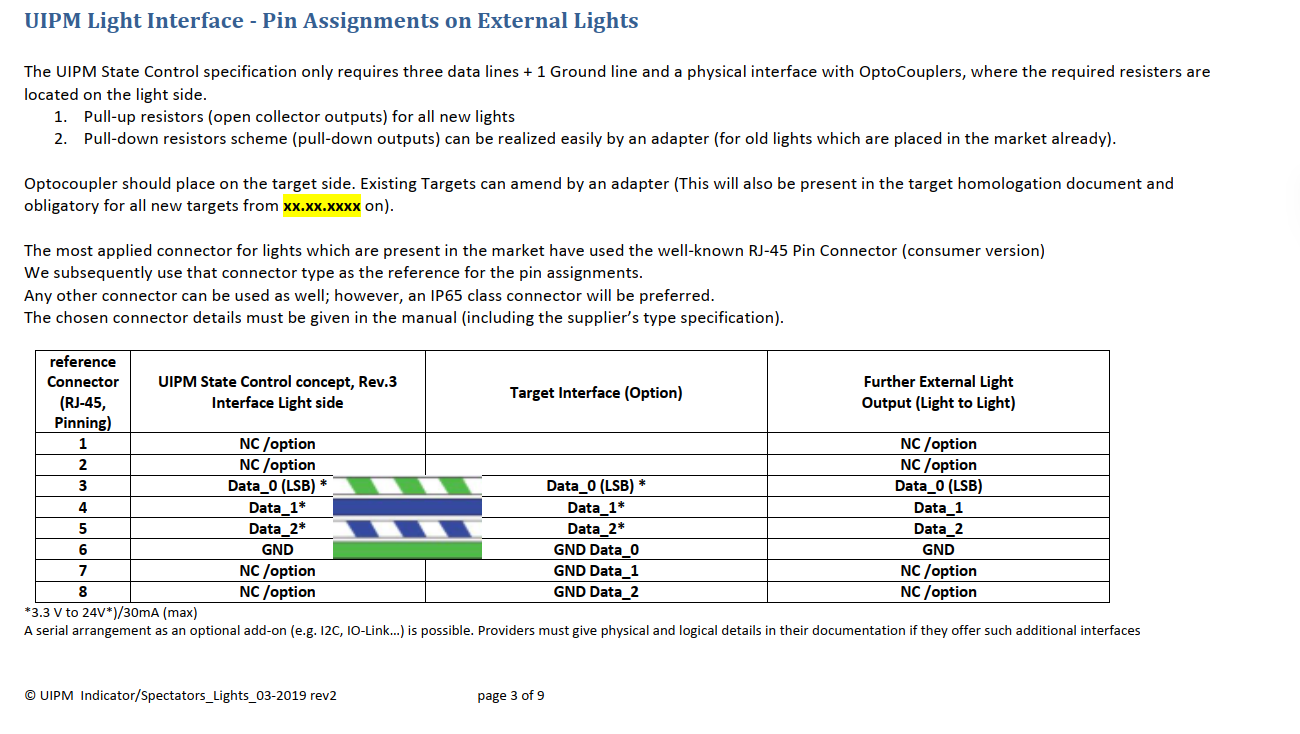 UIPM Light Interface - Pin Assignments on External Lights
The UIPM State Control specification only requires three data lines + 1 Ground line and a physical interface with OptoCouplers, where the required resisters are
located on the light side.
1. Pull-up resistors (open collector outputs) for all new lights
2. Pull-down resistors scheme (pull-down outputs) can be realized easily by an adapter (for old lights which are placed in the market already).
Optocoupler should place on the target side. Existing Targets can amend by an adapter (This will also be present in the target homologation document and
obligatory for all new targets from xx.xx.xxxx on).
The most applied connector for lights which are present in the market have used the well-known RJ-45 Pin Connector (consumer version)
We subsequently use that connector type as the reference for the pin assignments.
Any other connector can be used as well; however, an IP65 class connector will be preferred.
The chosen connector details must be given in the manual (including the supplier's type specification).
reference
Connector
(RJ-45,
Pinning)
UIPM State Control concept, Rev.3
Interface Light side
Target Interface (Option)
Further External Light
Output (Light to Light)
1 NC /option NC /option
2 NC /option NC /option
3 Data_0 (LSB) * Data_0 (LSB) * Data_0 (LSB)
4 Data_1* Data_1* Data_1
5 Data_2* Data_2* Data_2
6 GND GND Data_0 GND
7 NC /option GND Data_1 NC /option
8 NC /option GND Data_2 NC /option
*3.3 V to 24V*)/30mA (max)
A serial arrangement as an optional add-on (e.g. I2C, IO-Link...) is possible. Providers must give physical and logical details in their documentation if they offer such additional interfaces
© UIPM Indicator/Spectators_Lights_03-2019 rev2 page 3 of 9